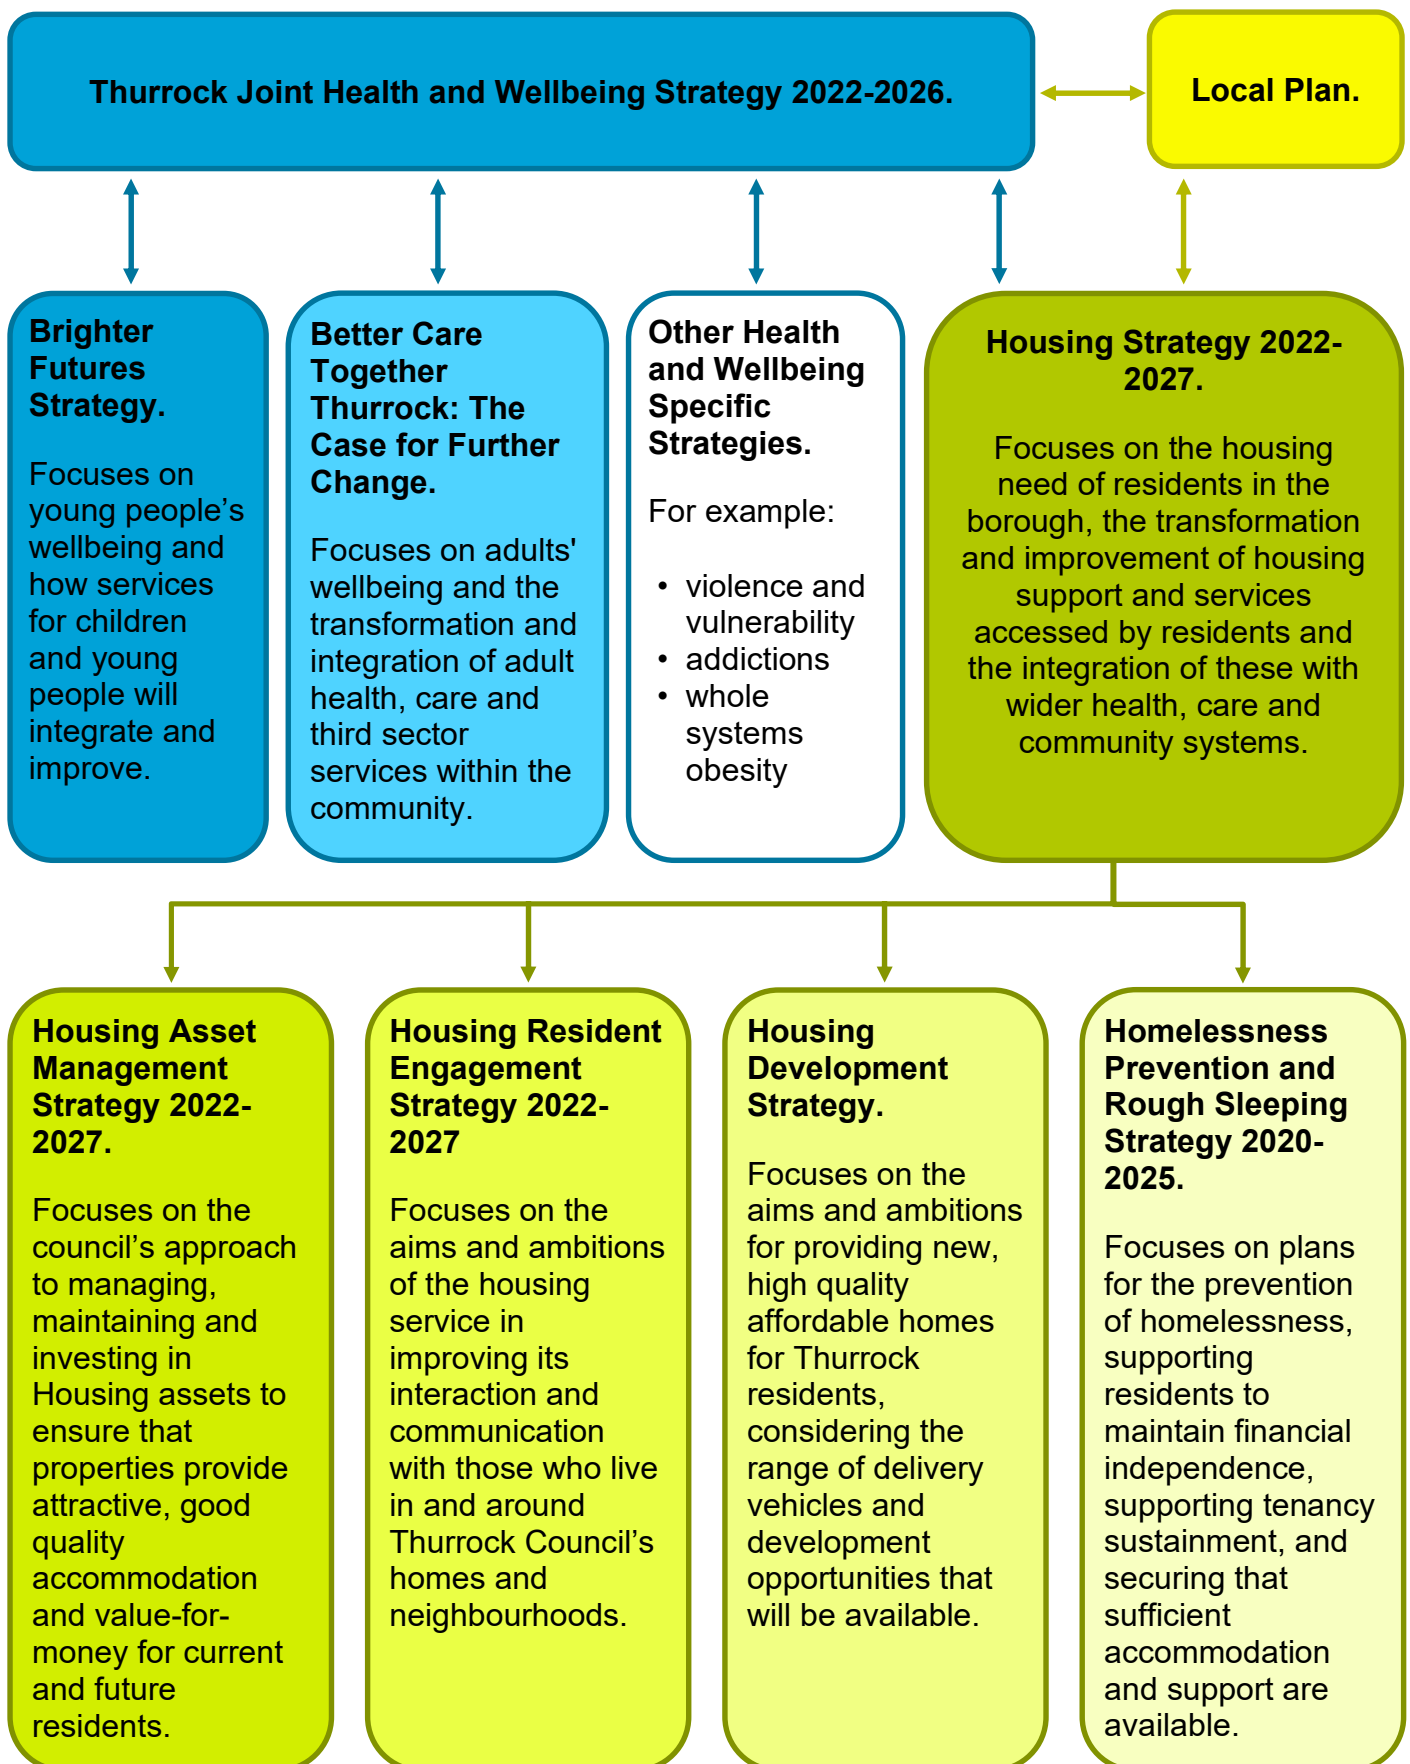 Thurrock Joint Health and Wellbeing Strategy 2022-2026.
Local Plan.
Brighter
Futures
Strategy.
Focuses on
young people’s
wellbeing and
how services
for children
and young
people will
integrate and
improve.
Better Care
Together
Thurrock: The
Case for Further
Change.
Focuses on adults'
wellbeing and the
transformation and
integration of adult
health, care and
third sector
services within the
community.
Other Health
and Wellbeing
Specific
Strategies.
For example:
• violence and
vulnerability
• addictions
• whole
systems
obesity
Housing Strategy 2022-
2027.
Focuses on the housing
need of residents in the
borough, the transformation
and improvement of housing
support and services
accessed by residents and
the integration of these with
wider health, care and
community systems.
Housing Asset
Management
Strategy 2022-
2027.
Focuses on the
council’s approach
to managing,
maintaining and
investing in
Housing assets to
ensure that
properties provide
attractive, good
quality
accommodation
and value-for-
money for current
and future
residents.
Housing Resident
Engagement
Strategy 2022-
2027
Focuses on the
aims and ambitions
of the housing
service in
improving its
interaction and
communication
with those who live
in and around
Thurrock Council’s
homes and
neighbourhoods.
Housing
Development
Strategy.
Focuses on the
aims and ambitions
for providing new,
high quality
affordable homes
for Thurrock
residents,
considering the
range of delivery
vehicles and
development
opportunities that
will be available.
Homelessness
Prevention and
Rough Sleeping
Strategy 2020-
2025.
Focuses on plans
for the prevention
of homelessness,
supporting
residents to
maintain financial
independence,
supporting tenancy
sustainment, and
securing that
sufficient
accommodation
and support are
available.